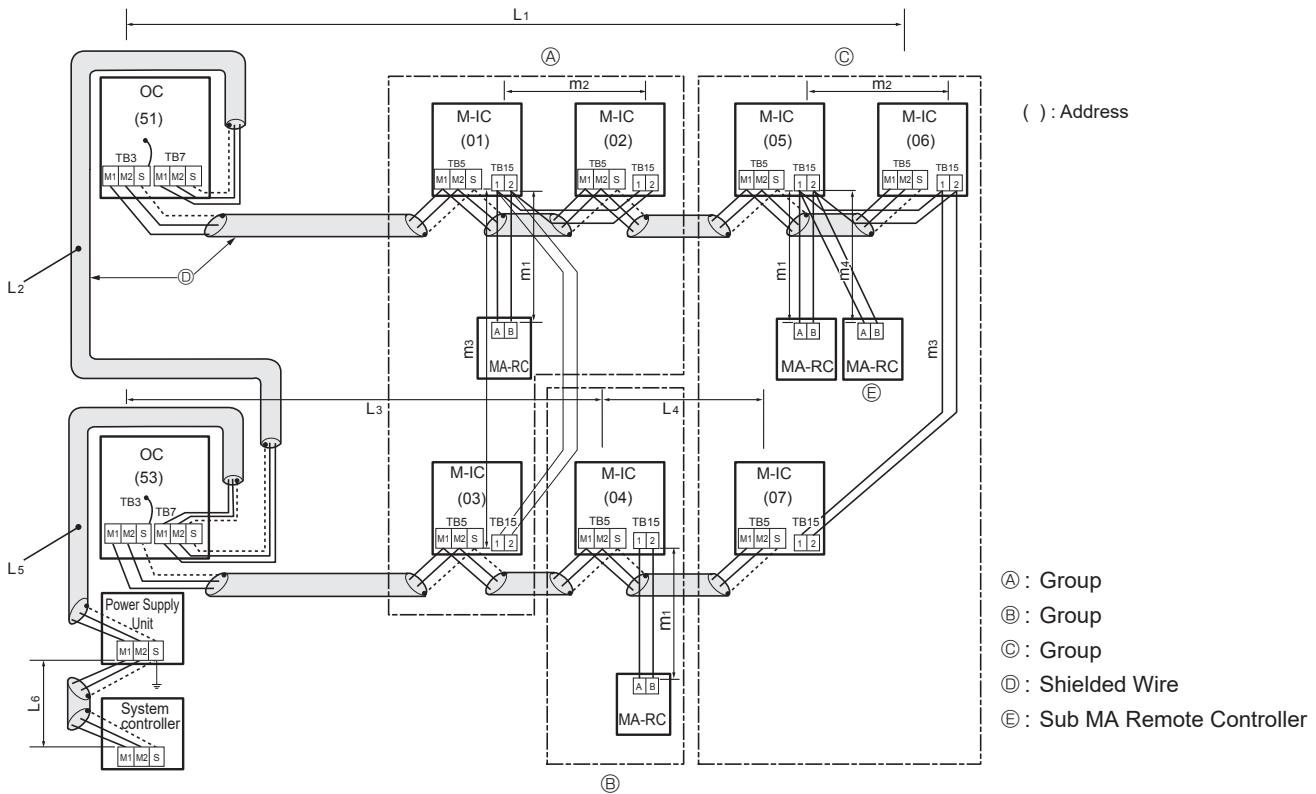 L1
Ⓐ
Ⓒ
m2
m2
( ) : Address
OC
(51)
TB3
TB7
M1 M2 S
M1 M2 S
M-IC
(01)
TB5
TB15
M1 M2 S
1 2
M-IC
(02)
TB5
TB15
M1 M2 S
1 2
M-IC
(05)
TB5
TB15
M1 M2 S
1 2
M-IC
(06)
TB5
TB15
M1 M2 S
1 2
L2
Ⓓ
m1
m3
A B
MA-RC
m1
m4
m3
A B
MA-RC
A B
MA-RC
Ⓔ
L3
L4
OC
(53)
TB3
TB7
M1 M2 S
M1 M2 S
M-IC
(03)
TB5
TB15
M1 M2 S
1 2
M-IC
(04)
TB5
TB15
M1 M2 S
1 2
M-IC
(07)
TB5
TB15
M1 M2 S
1 2
L5
Power Supply
Unit
M1 M2 S
L6
System
controller
M1 M2 S
m1
A B
MA-RC
Ⓑ
Ⓐ : Group
Ⓑ : Group
Ⓒ : Group
Ⓓ : Shielded Wire
Ⓔ : Sub MA Remote Controller